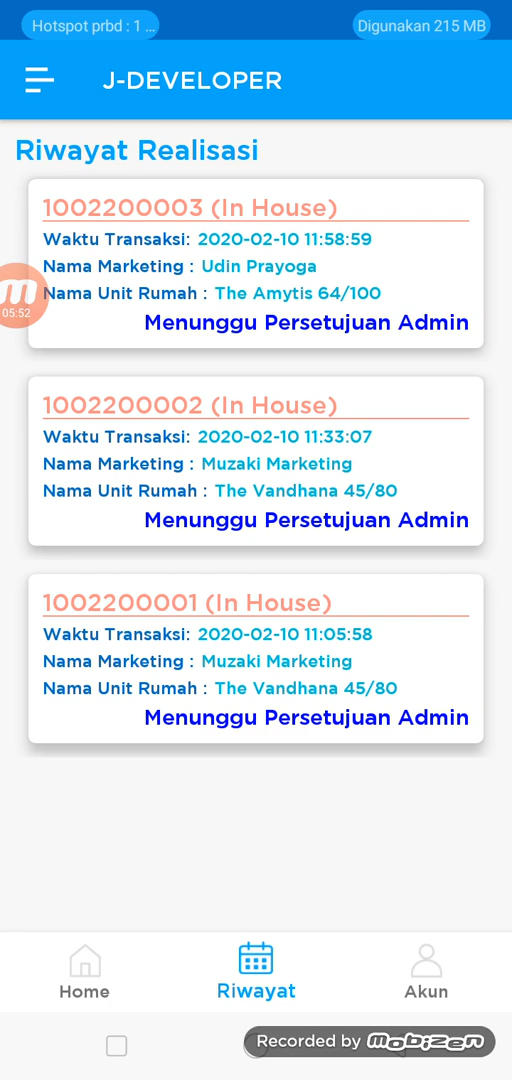 Hotspot prbd : 1 ...
Digunakan 215 MB
J-DEVELOPER
Riwayat Realisasi
1002200003 (In House)
Waktu Transaksi: 2020-02-10 11:58:59
Nama Marketing : Udin Prayoga
Nama Unit Rumah : The Amytis 64/100
Menunggu Persetujuan Admin
05:52
1002200002 (In House)
Waktu Transaksi: 2020-02-10 11:33:07
Nama Marketing : Muzaki Marketing
Nama Unit Rumah : The Vandhana 45/80
Menunggu Persetujuan Admin
1002200001 (In House)
Waktu Transaksi: 2020-02-10 11:05:58
Nama Marketing : Muzaki Marketing
Nama Unit Rumah : The Vandhana 45/80
Menunggu Persetujuan Admin
Home
Riwayat
Akun
Recorded by mobizen